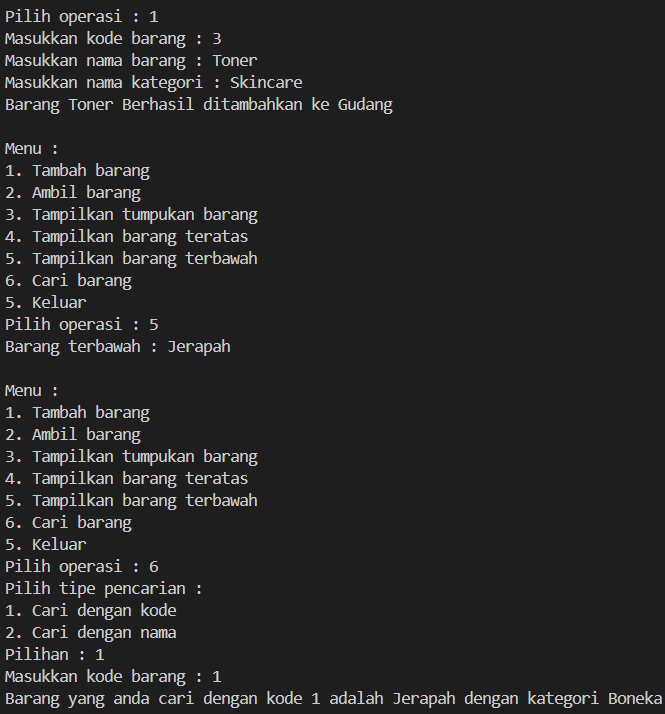 Pilih operasi : 1
Masukkan kode barang : 3
Masukkan nama barang : Toner
Masukkan nama kategori : Skincare
Barang Toner Berhasil ditambahkan ke Gudang
Menu :
1. Tambah barang
2. Ambil barang
3. Tampilkan tumpukan barang
4. Tampilkan barang teratas
5. Tampilkan barang terbawah
6. Cari barang
5. Keluar
Pilih operasi : 5
Barang terbawah : Jerapah
Menu :
1. Tambah barang
2. Ambil barang
3. Tampilkan tumpukan barang
4. Tampilkan barang teratas
5. Tampilkan barang terbawah
6. Cari barang
5. Keluar
Pilih operasi : 6
Pilih tipe pencarian :
1. Cari dengan kode
2. Cari dengan nama
Pilihan : 1
Masukkan kode barang : 1
Barang yang anda cari dengan kode 1 adalah Jerapah dengan kategori Boneka